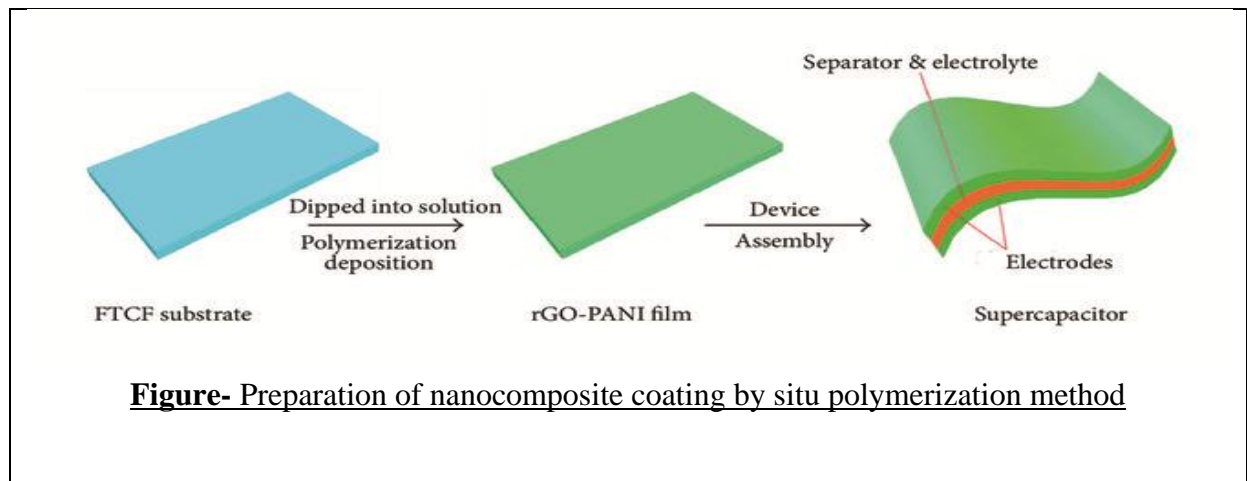 Separator & electrolyte
Dipped into solution
Polymerization
deposition
Device
Assembly
Electrodes
FTCF substrate
rGO-PANI film
Supercapacitor
Figure- Preparation of nanocomposite coating by situ polymerization method